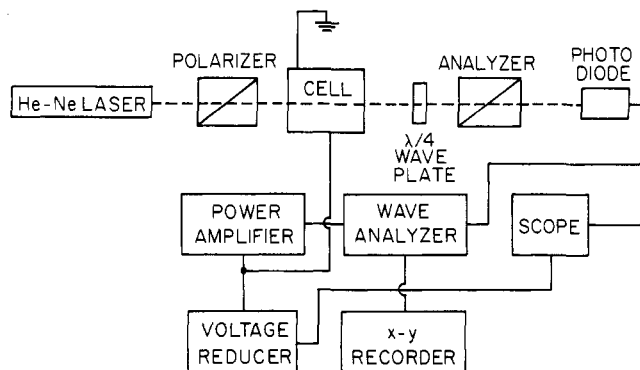 POLARIZER
ANALYZER
PHOTO
DIODE
He-Ne LASER
CELL
λ/4
WAVE
PLATE
POWER
AMPLIFIER
WAVE
ANALYZER
SCOPE
VOLTAGE
REDUCER
x-y
RECORDER